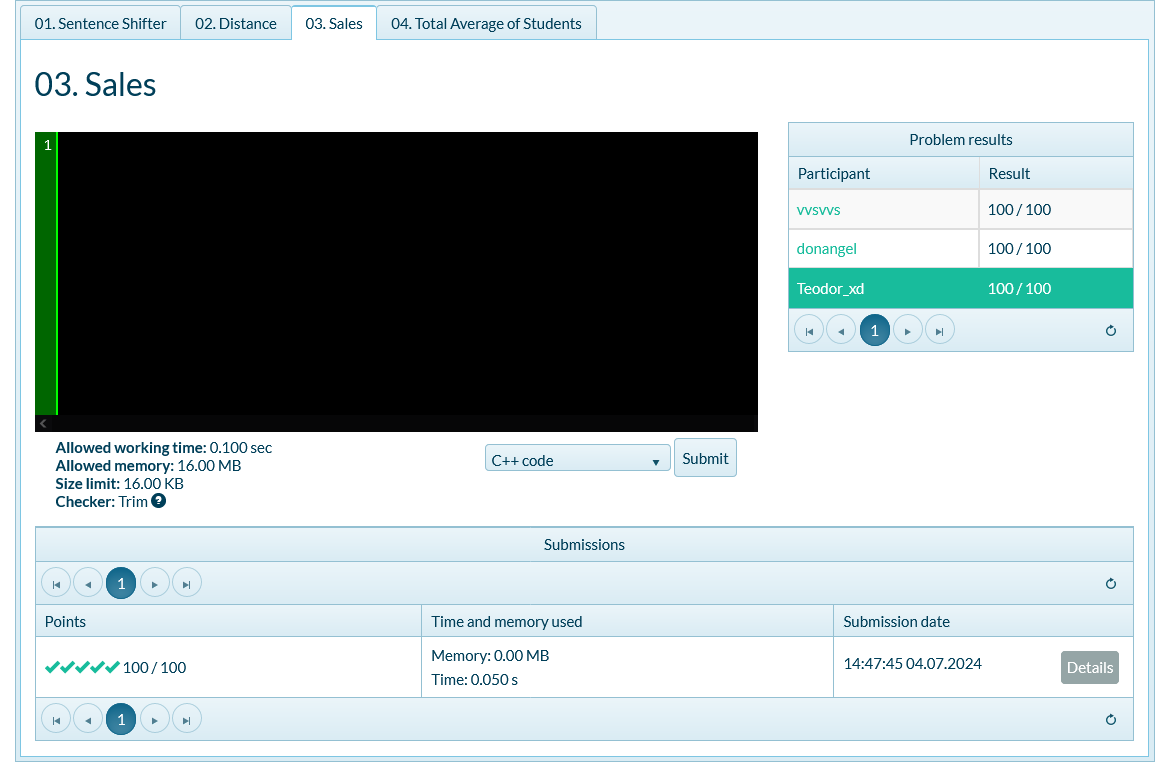 01. Sentence Shifter 02. Distance 03. Sales 04. Total Average of Students
03. Sales
1
Problem results
Participant Result
vvsvvs 100 / 100
donangel 100 / 100
Teodor_xd 100 / 100
1
Allowed working time: 0.100 sec
Allowed memory: 16.00 MB
Size limit: 16.00 KB
Checker: Trim ?
C++ code Submit
Submissions
1
Points Time and memory used Submission date
100 / 100 Memory: 0.00 MB 14:47:45 04.07.2024 Details
Time: 0.050 s
1